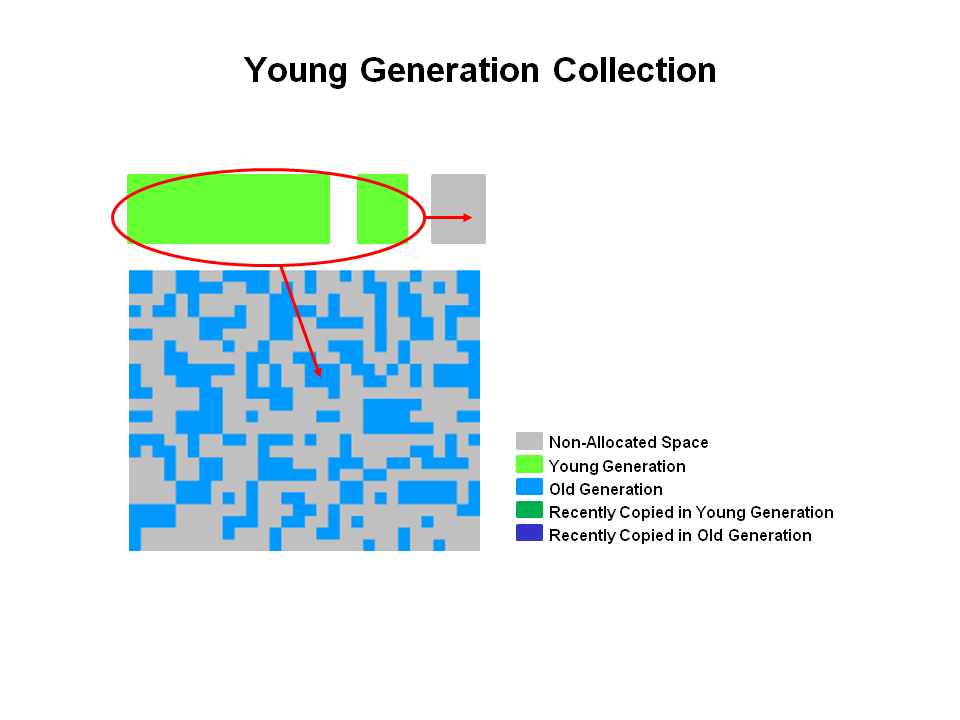 Young Generation Collection
Non-Allocated Space
Young Generation
Old Generation
Recently Copied in Young Generation
Recently Copied in Old Generation